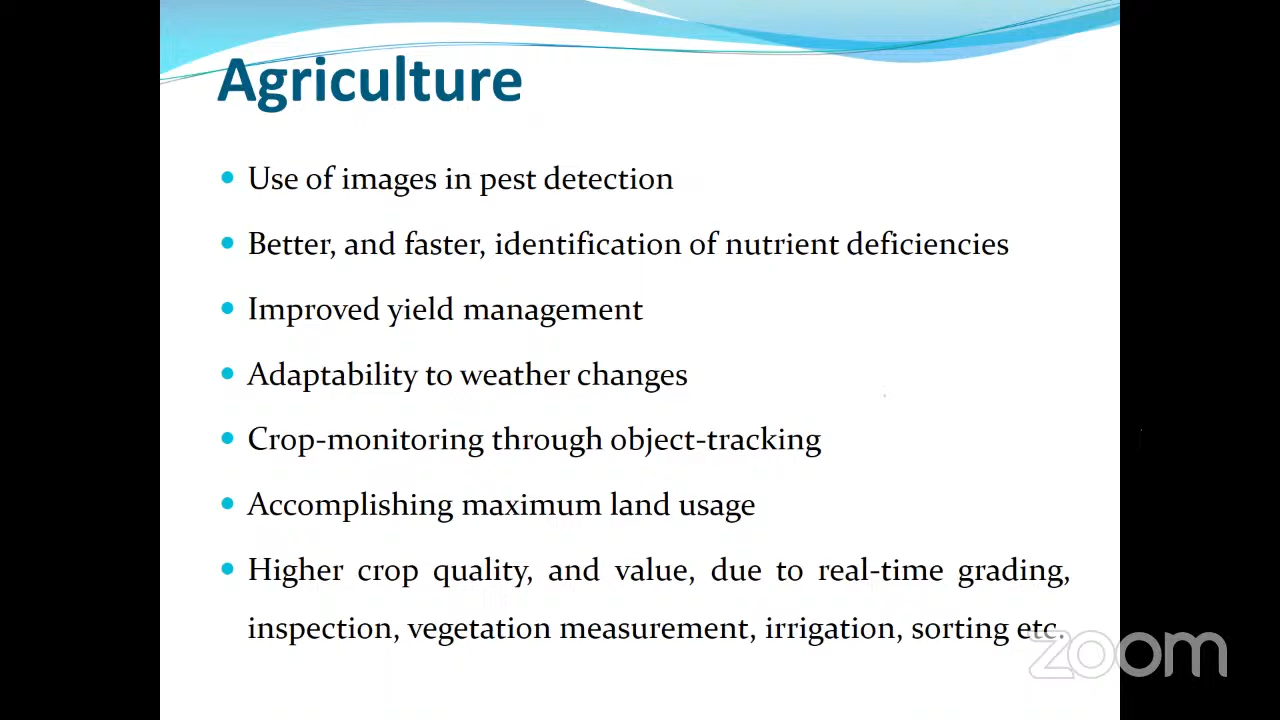 Agriculture
Use of images in pest detection
Better, and faster, identification of nutrient deficiencies
Improved yield management
Adaptability to weather changes
Crop-monitoring through object-tracking
Accomplishing maximum land usage
Higher crop quality, and value, due to real-time grading,
inspection, vegetation measurement, irrigation, sorting etc.
zoom